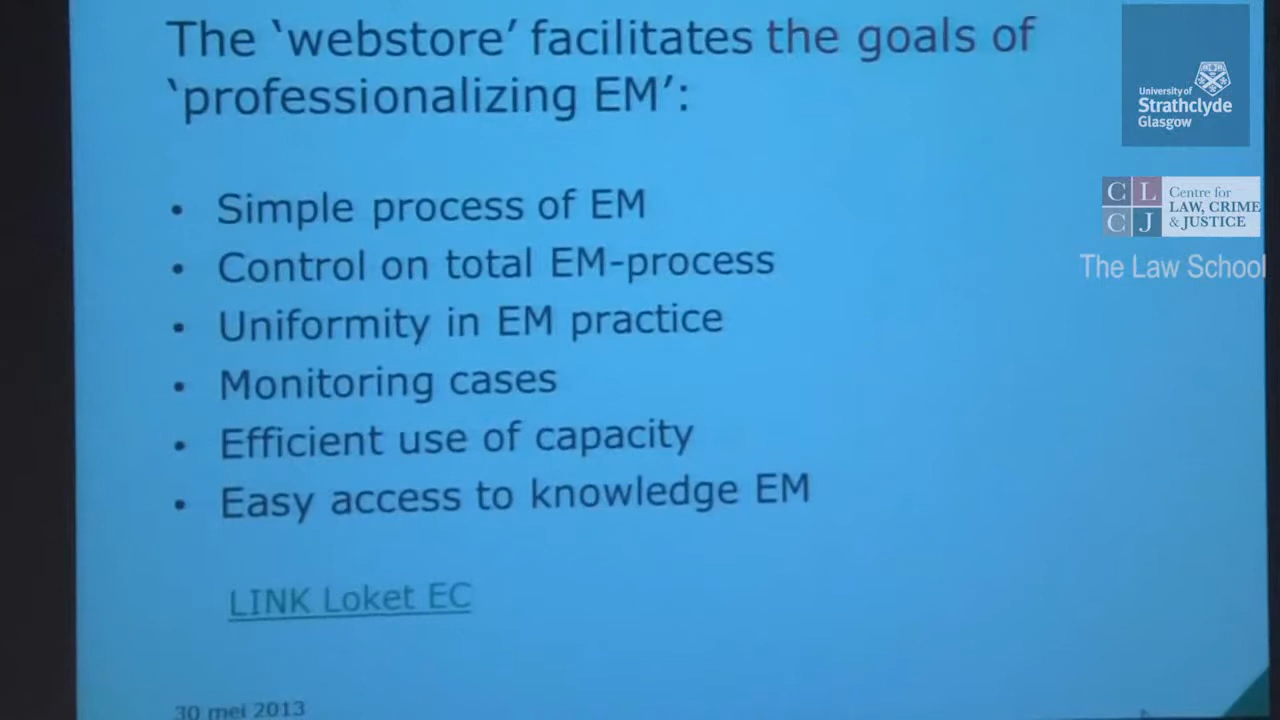 The ‘webstore’ facilitates the goals of
‘professionalizing EM’:
• Simple process of EM
• Control on total EM-process
• Uniformity in EM practice
• Monitoring cases
• Efficient use of capacity
• Easy access to knowledge EM
LINK Loket EC
30 mei 2013
University of
Strathclyde
Glasgow
C L
C J
Centre for
LAW, CRIME
& JUSTICE
The Law School